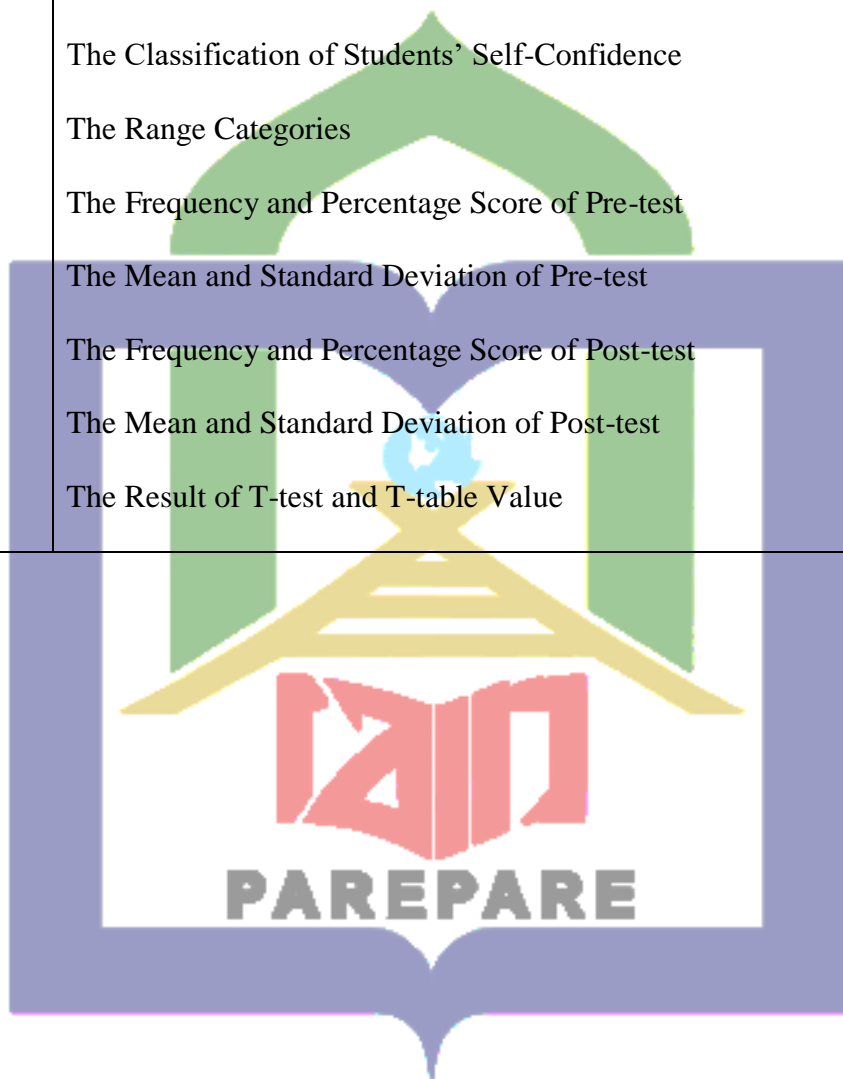 The Classification of Students’ Self-Confidence
The Range Categories
The Frequency and Percentage Score of Pre-test
The Mean and Standard Deviation of Pre-test
The Frequency and Percentage Score of Post-test
The Mean and Standard Deviation of Post-test
The Result of T-test and T-table Value
iain
PAREPARE